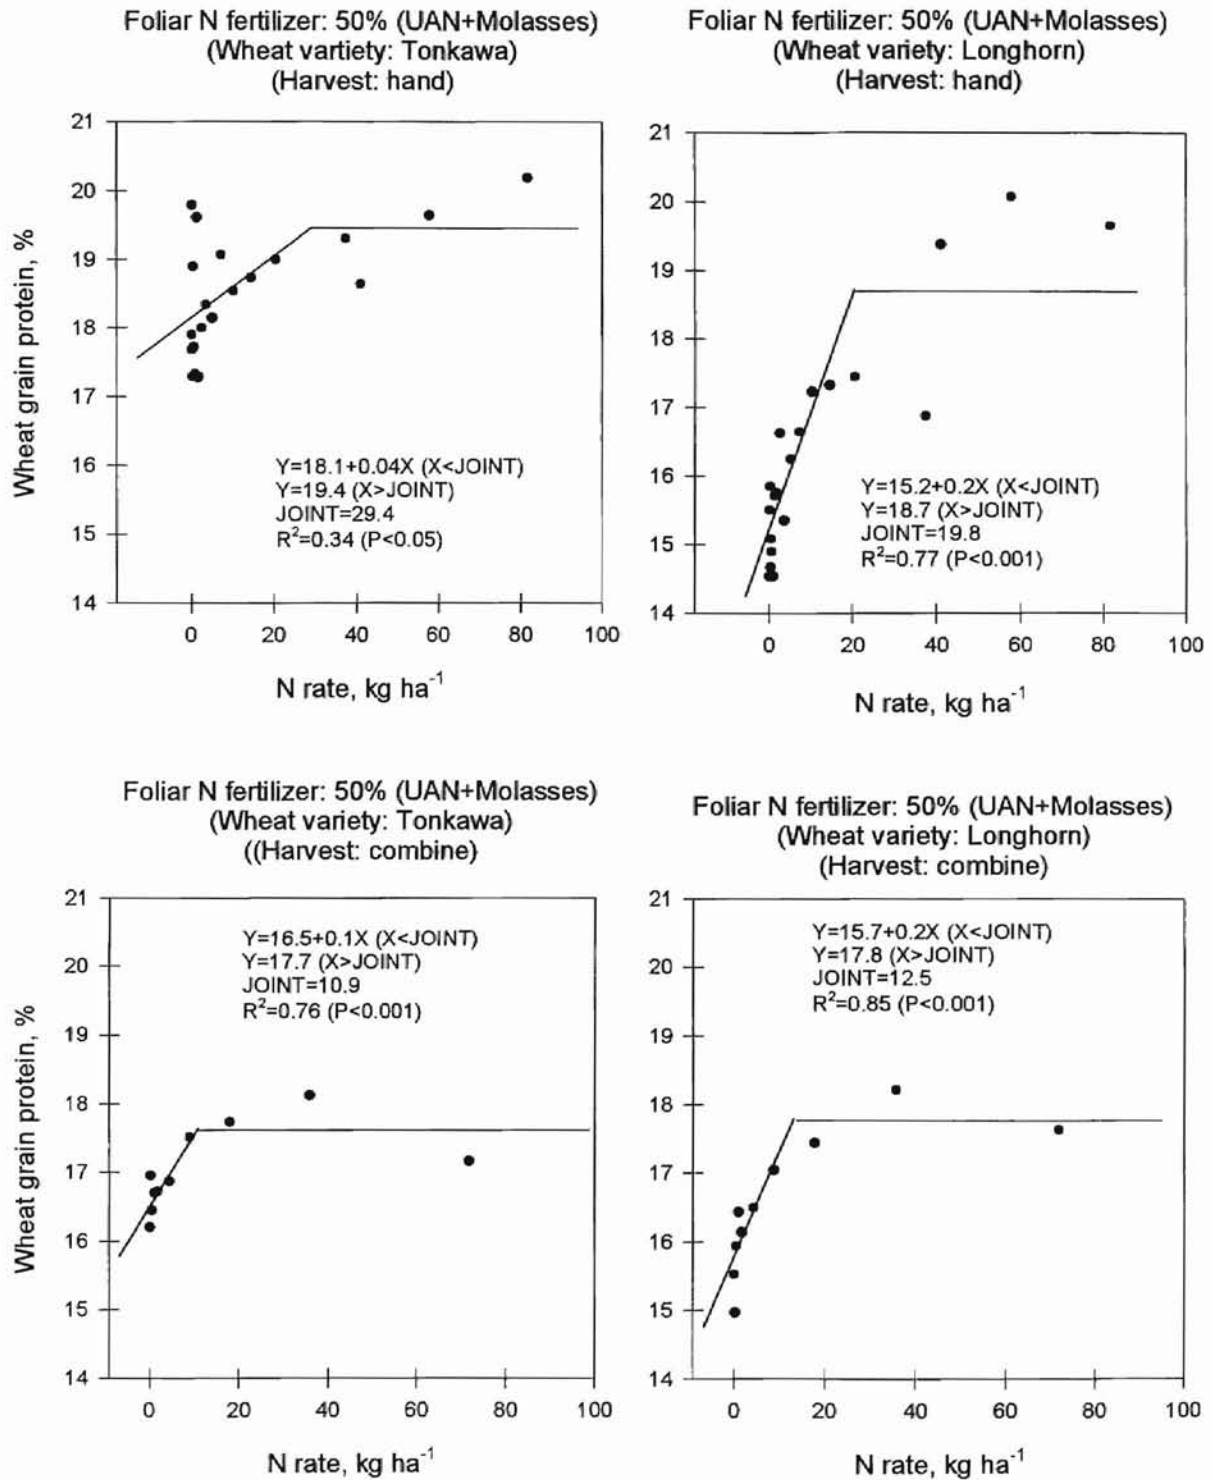 Foliar N fertilizer: 50% (UAN+Molasses)
(Wheat vartiety: Tonkawa)
(Harvest: hand)
21
20
19
18
17
16
15
14
Wheat grain protein, %
Y=18.1+0.04X (X<JOINT)
Y=19.4 (X>JOINT)
JOINT=29.4
R²=0.34 (P<0.05)
0 20 40 60 80 100
N rate, kg ha⁻¹
Foliar N fertilizer: 50% (UAN+Molasses)
(Wheat variety: Longhorn)
(Harvest: hand)
21
20
19
18
17
16
15
14
Y=15.2+0.2X (X<JOINT)
Y=18.7 (X>JOINT)
JOINT=19.8
R²=0.77 (P<0.001)
0 20 40 60 80 100
N rate, kg ha⁻¹
Foliar N fertilizer: 50% (UAN+Molasses)
(Wheat variety: Tonkawa)
((Harvest: combine)
21
20
19
18
17
16
15
14
Wheat grain protein, %
Y=16.5+0.1X (X<JOINT)
Y=17.7 (X>JOINT)
JOINT=10.9
R²=0.76 (P<0.001)
0 20 40 60 80 100
N rate, kg ha⁻¹
Foliar N fertilizer: 50% (UAN+Molasses)
(Wheat variety: Longhorn)
(Harvest: combine)
21
20
19
18
17
16
15
14
Y=15.7+0.2X (X<JOINT)
Y=17.8 (X>JOINT)
JOINT=12.5
R²=0.85 (P<0.001)
0 20 40 60 80 100
N rate, kg ha⁻¹